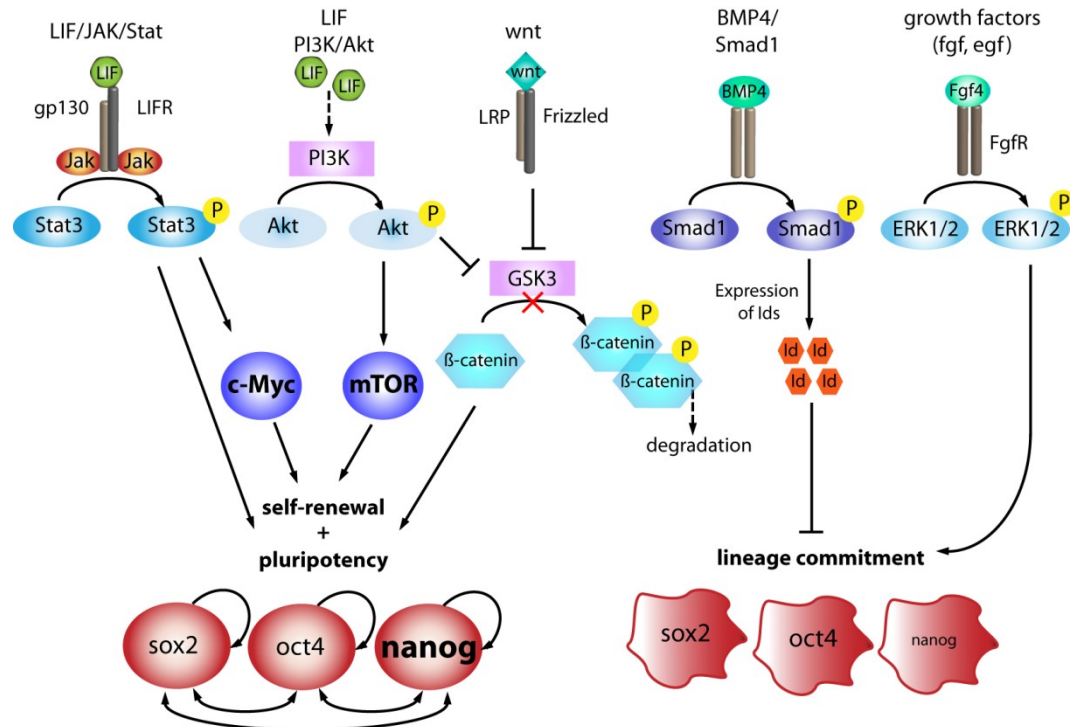 LIF/JAK/Stat
LIF
gp130
LIFR
Jak
Jak
Stat3
Stat3
P
LIF
PI3K/Akt
LIF
LIF
PI3K
Akt
Akt
P
wnt
wnt
LRP
Frizzled
GSK3
ß-catenin
P
ß-catenin
P
ß-catenin
degradation
BMP4/
Smad1
BMP4
Smad1
Smad1
P
Expression
of Ids
Id
Id
Id
Id
growth factors
(fgf, egf)
Fgf4
FgfR
ERK1/2
ERK1/2
P
c-Myc
mTOR
self-renewal
+
pluripotency
lineage commitment
sox2
oct4
nanog
sox2
oct4
nanog